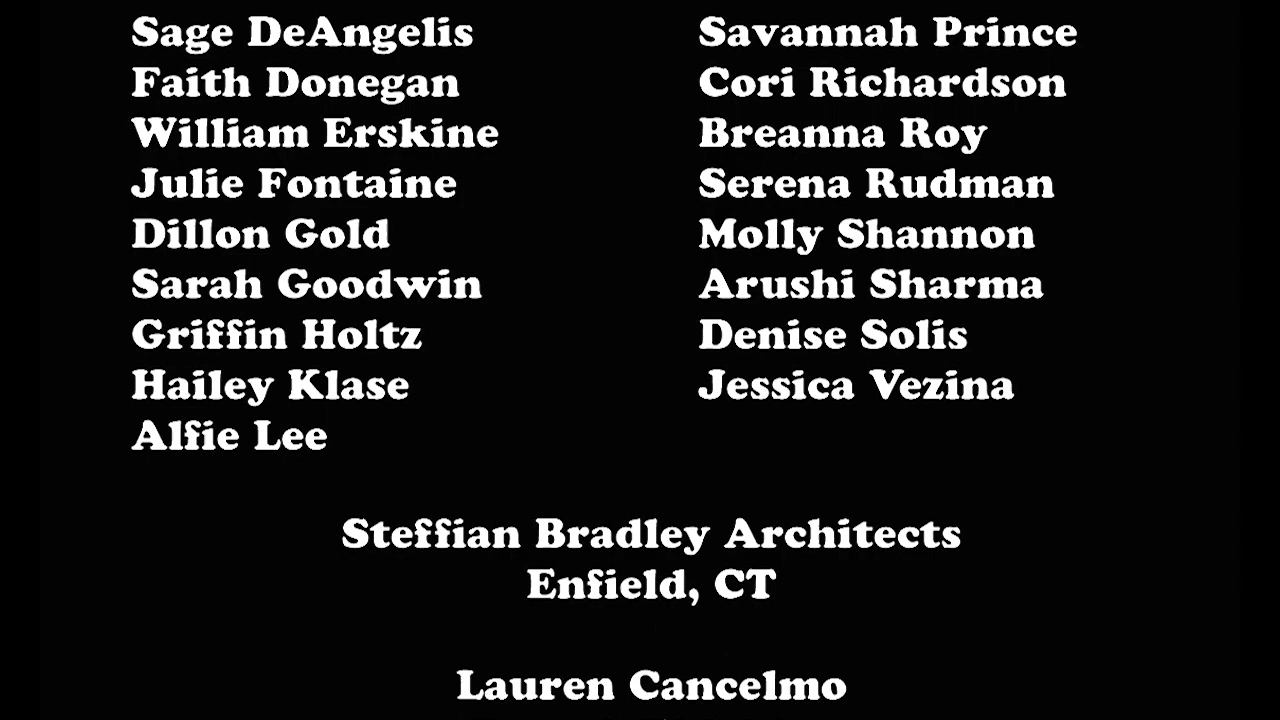 Sage DeAngelis
Faith Donegan
William Erskine
Julie Fontaine
Dillon Gold
Sarah Goodwin
Griffin Holtz
Hailey Klase
Alfie Lee
Savannah Prince
Cori Richardson
Breanna Roy
Serena Rudman
Molly Shannon
Arushi Sharma
Denise Solis
Jessica Vezina
Steffian Bradley Architects
Enfield, CT
Lauren Cancelmo